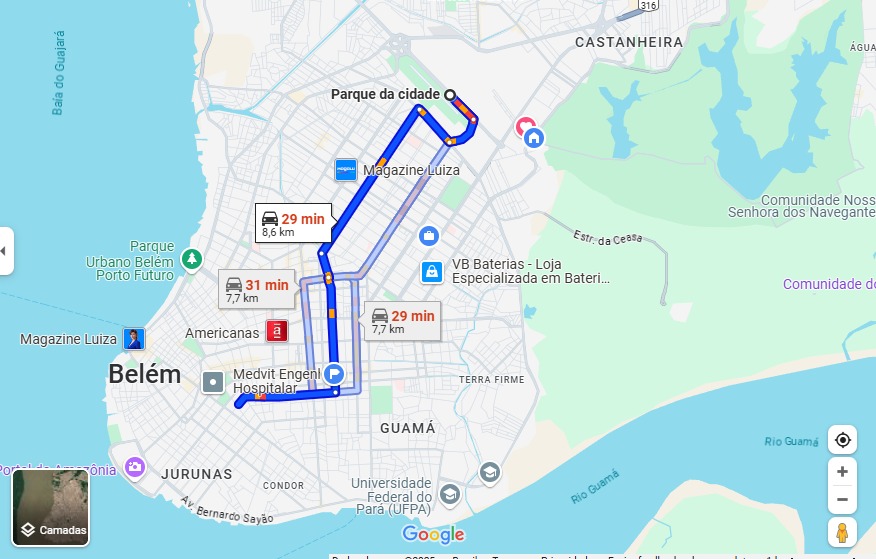 316
CASTANHEIRA
ÁGUA
Baía do Guajará
Parque da cidade
Magazine Luiza
Comunidade Noss
Senhora dos Navegante
29 min
8,6 km
Estr. da Ceasa
Parque
Urbano Belém
Porto Futuro
VB Baterias - Loja
Especializada em Bateri...
31 min
7,7 km
Comunidade do
29 min
7,7 km
Americanas
Magazine Luiza
Belém
Medvit Engenl
Hospitalar
TERRA FIRME
GUAMÁ
Rio Guamá
Portal da Amazônia
JURUNAS
CONDOR
Universidade
Federal do
Pará (UFPA)
Rio Guamá
Av. Bernardo Sayão
Camadas
Google